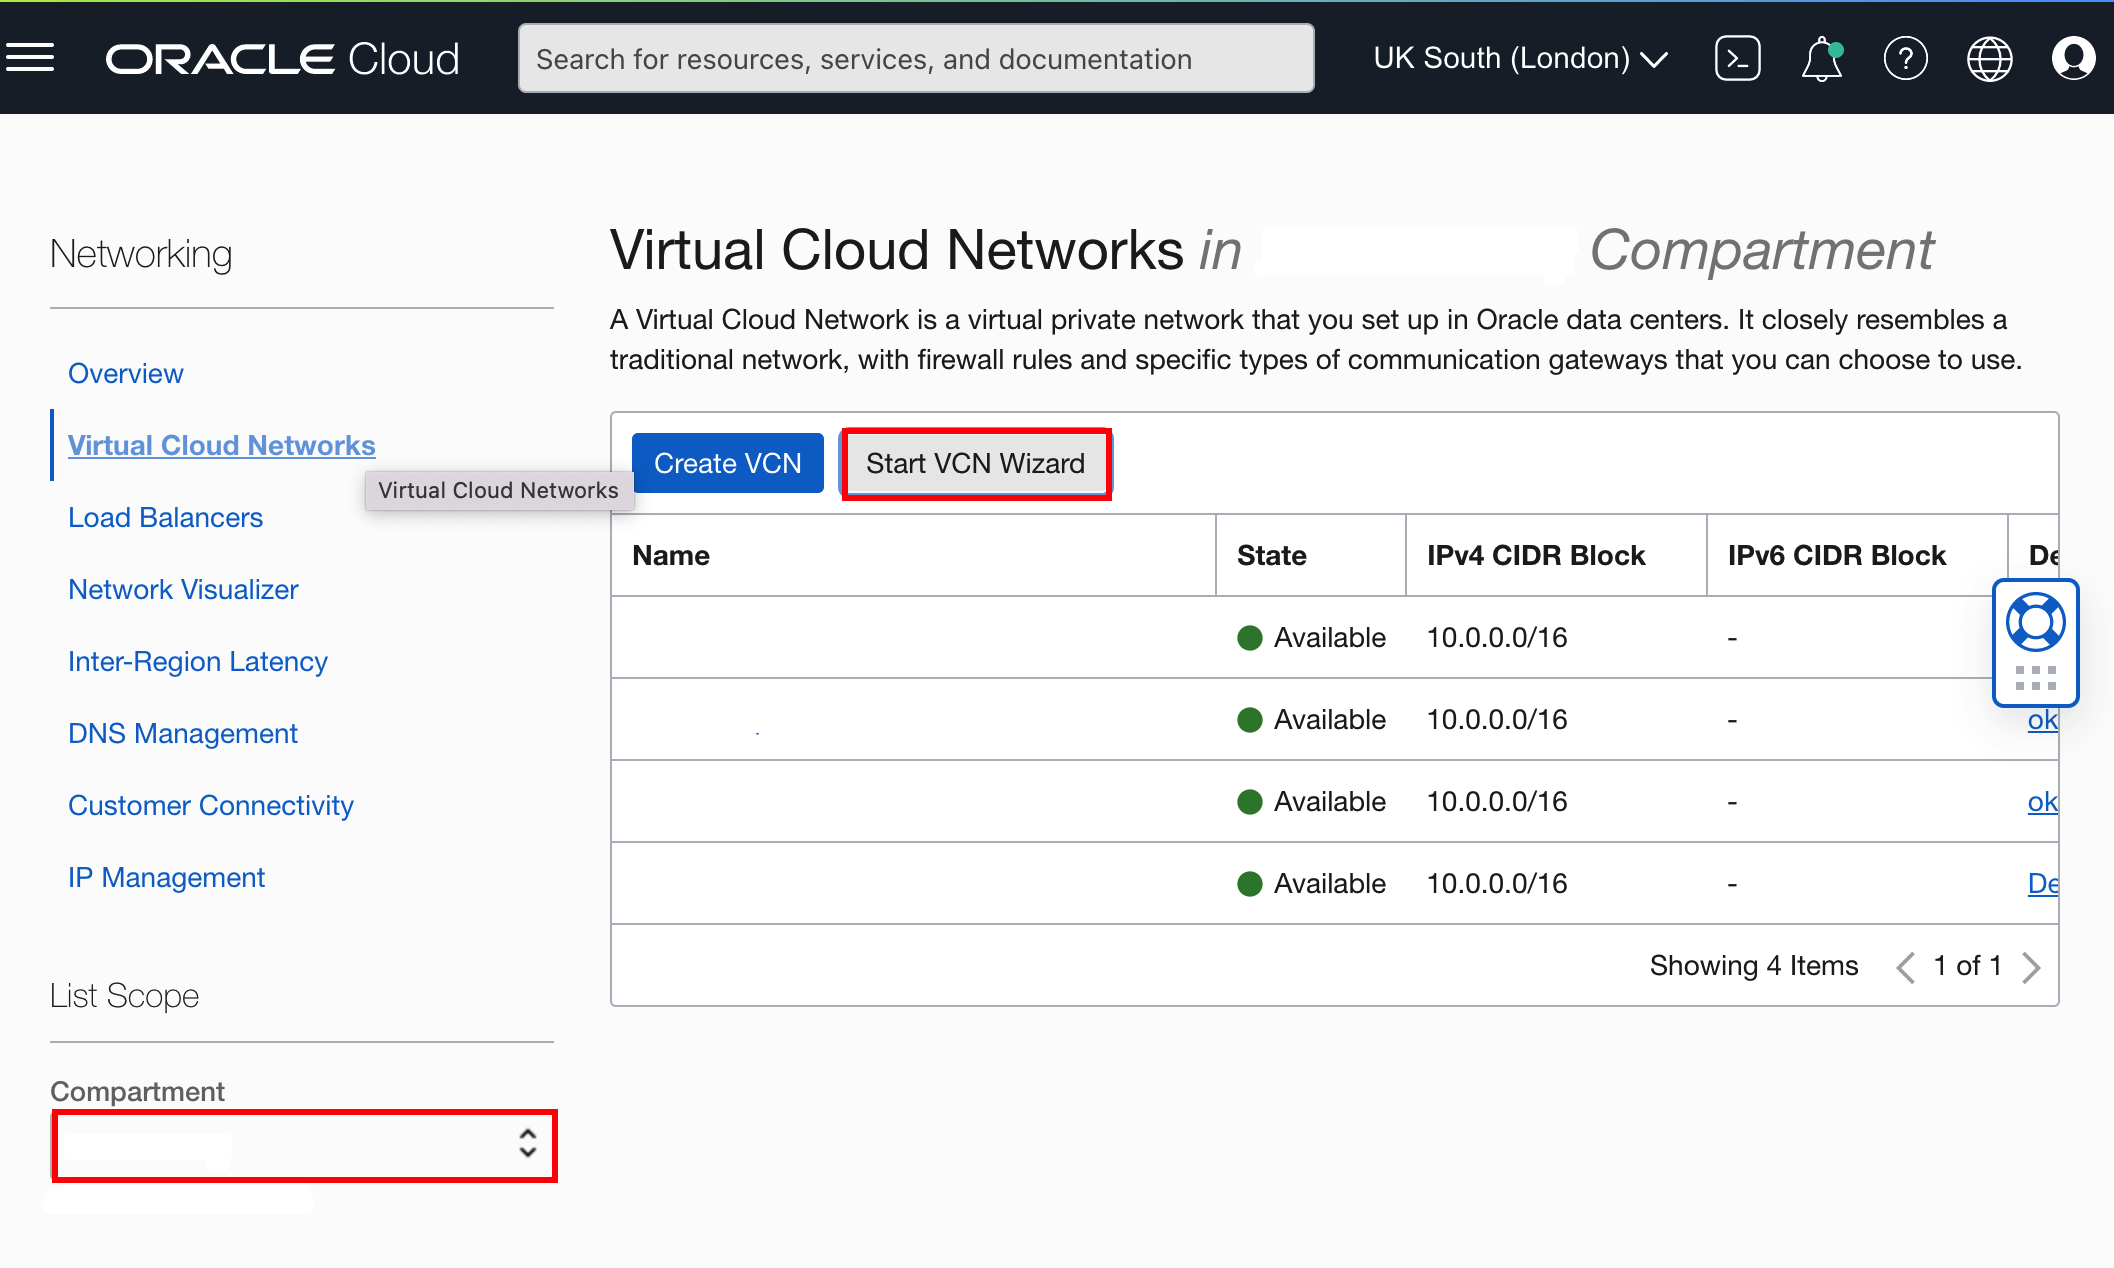 ORACLE Cloud
Search for resources, services, and documentation
UK South (London)
Networking
Overview
Virtual Cloud Networks
Virtual Cloud Networks
Load Balancers
Network Visualizer
Inter-Region Latency
DNS Management
Customer Connectivity
IP Management
List Scope
Compartment
Virtual Cloud Networks in Compartment
A Virtual Cloud Network is a virtual private network that you set up in Oracle data centers. It closely resembles a
traditional network, with firewall rules and specific types of communication gateways that you can choose to use.
Create VCN Start VCN Wizard
Name State IPv4 CIDR Block IPv6 CIDR Block De
Available 10.0.0.0/16 -
Available 10.0.0.0/16 - ok
Available 10.0.0.0/16 - ok
Available 10.0.0.0/16 - De
Showing 4 Items 1 of 1